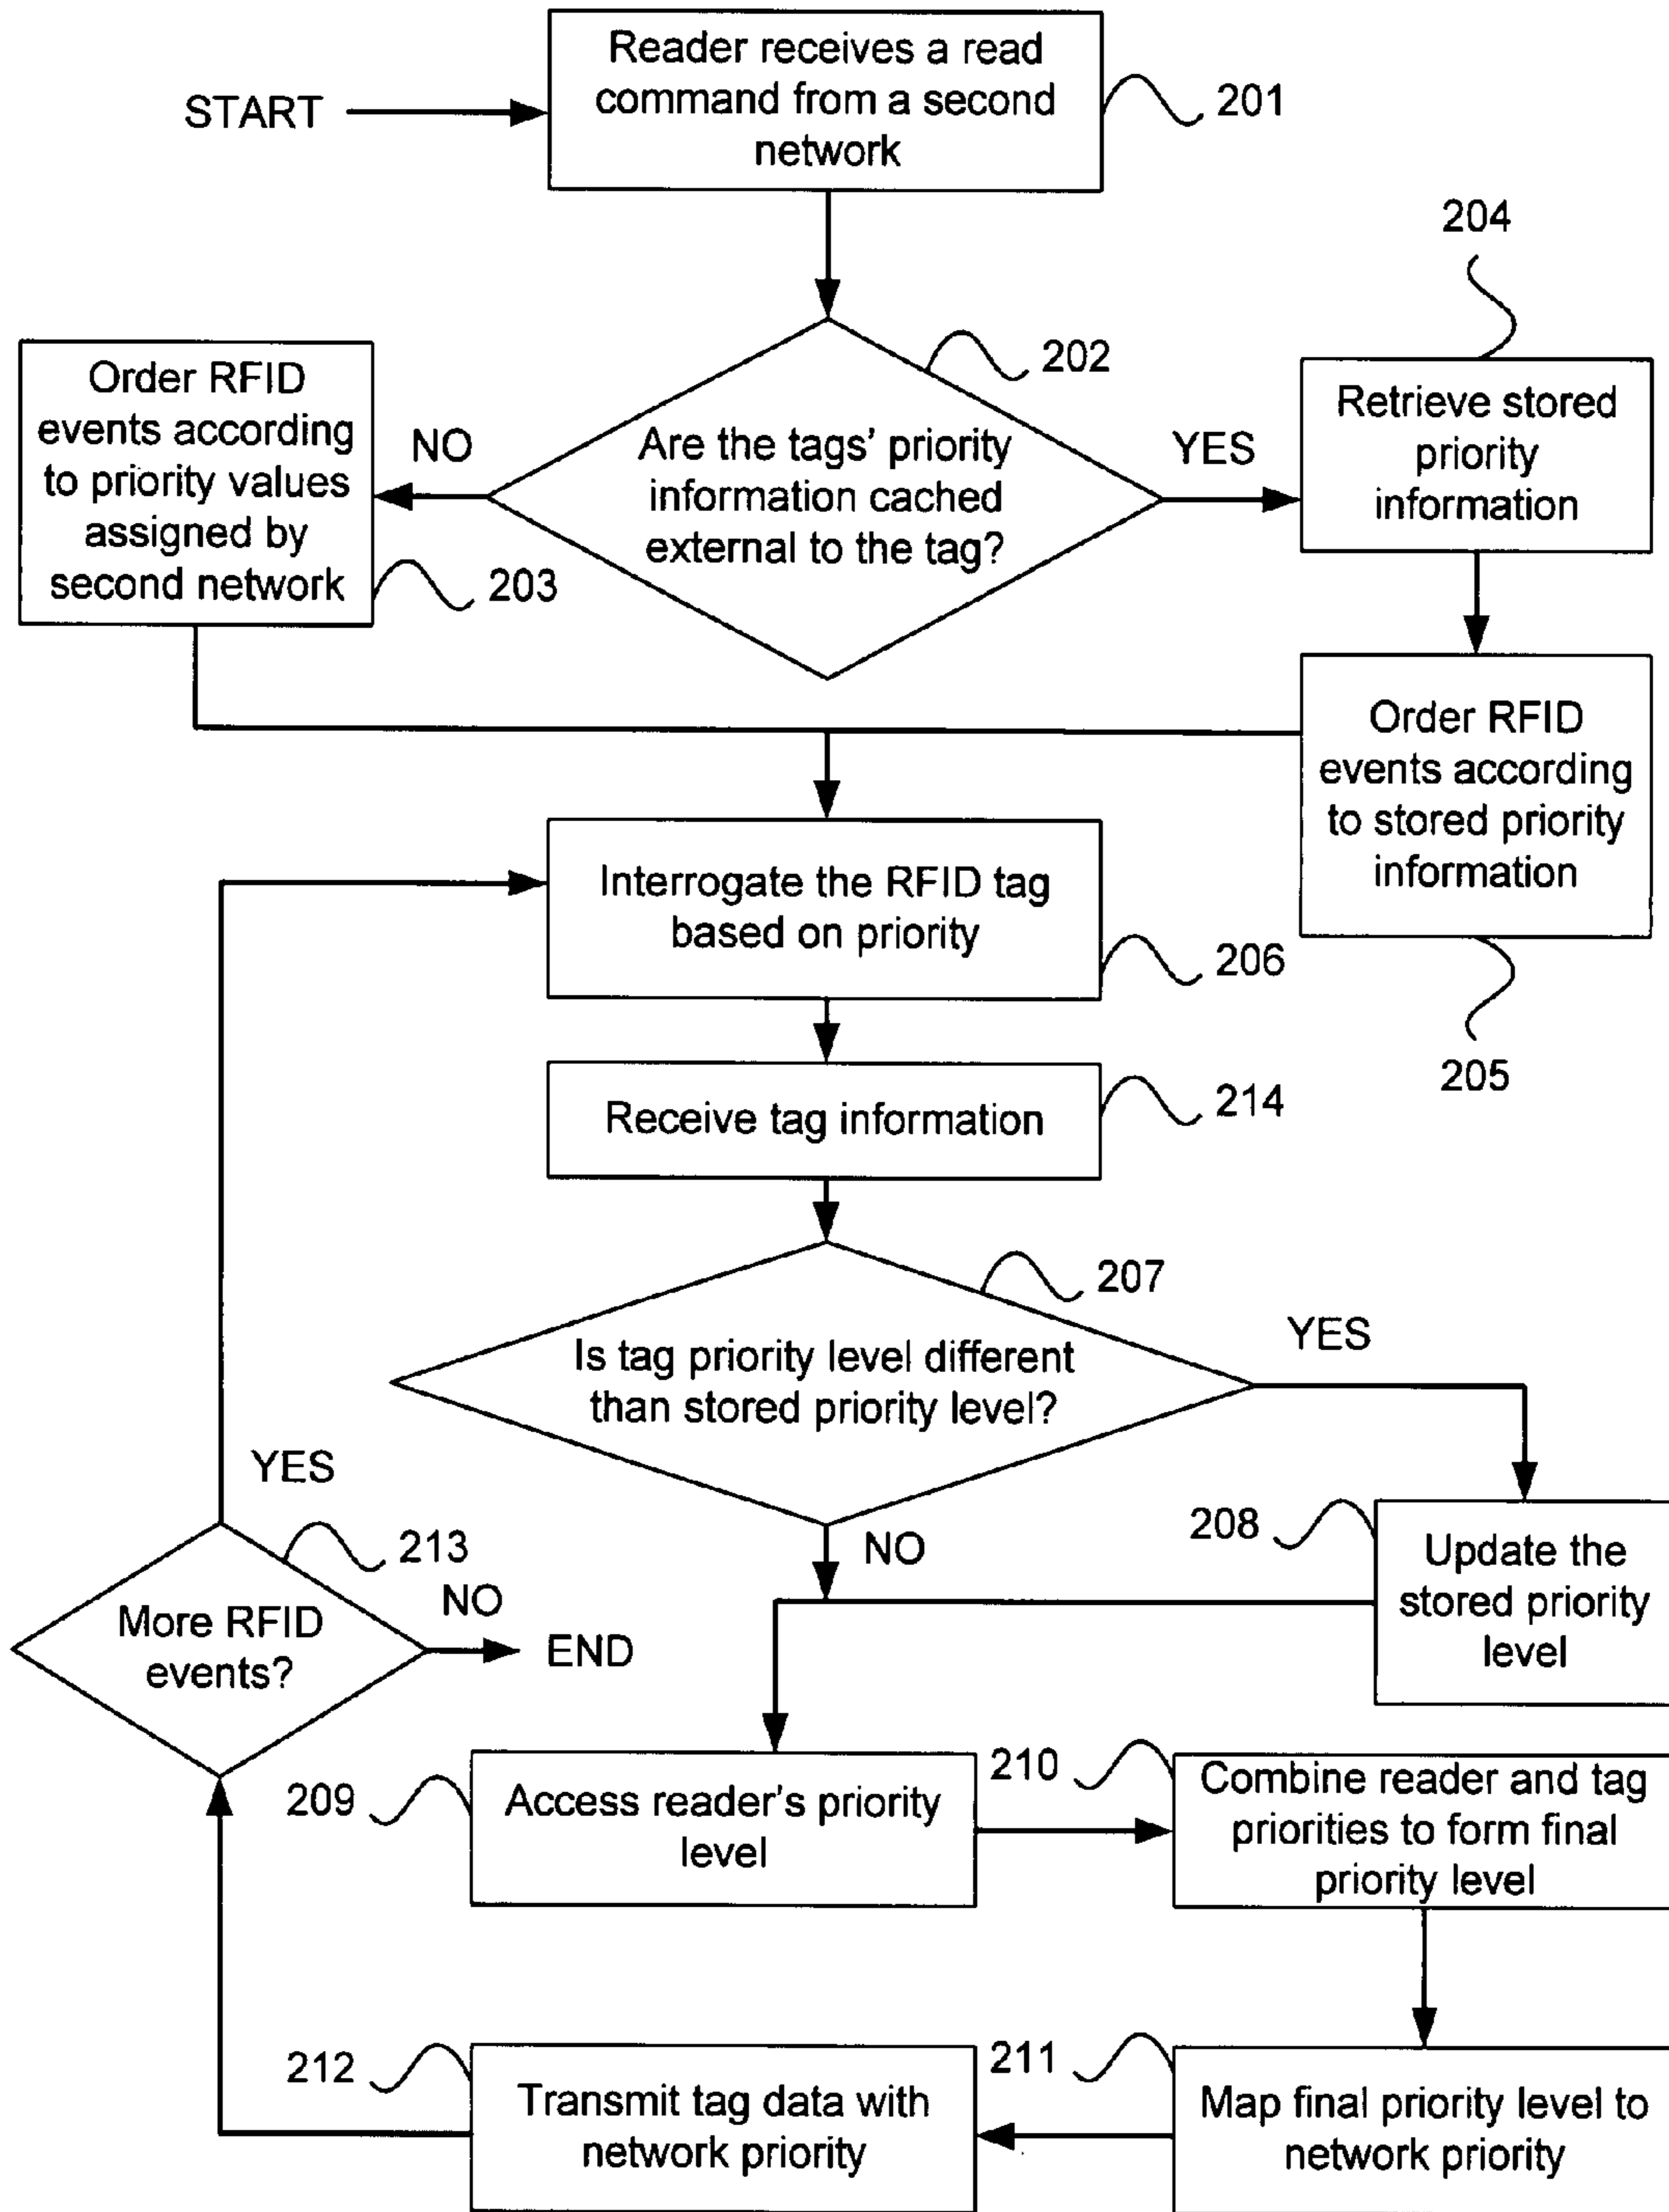 Reader receives a read
command from a second
network
START
201
204
202
Order RFID
events according
to priority values
assigned by
second network
NO
Are the tags' priority
information cached
external to the tag?
YES
Retrieve stored
priority
information
203
Order RFID
events according
to stored priority
information
Interrogate the RFID tag
based on priority
206
205
Receive tag information
214
207
Is tag priority level different
than stored priority level?
YES
YES
NO
208
Update the
stored priority
level
213
More RFID
events?
NO
END
209
Access reader's priority
level
210
Combine reader and tag
priorities to form final
priority level
212
Transmit tag data with
network priority
211
Map final priority level to
network priority